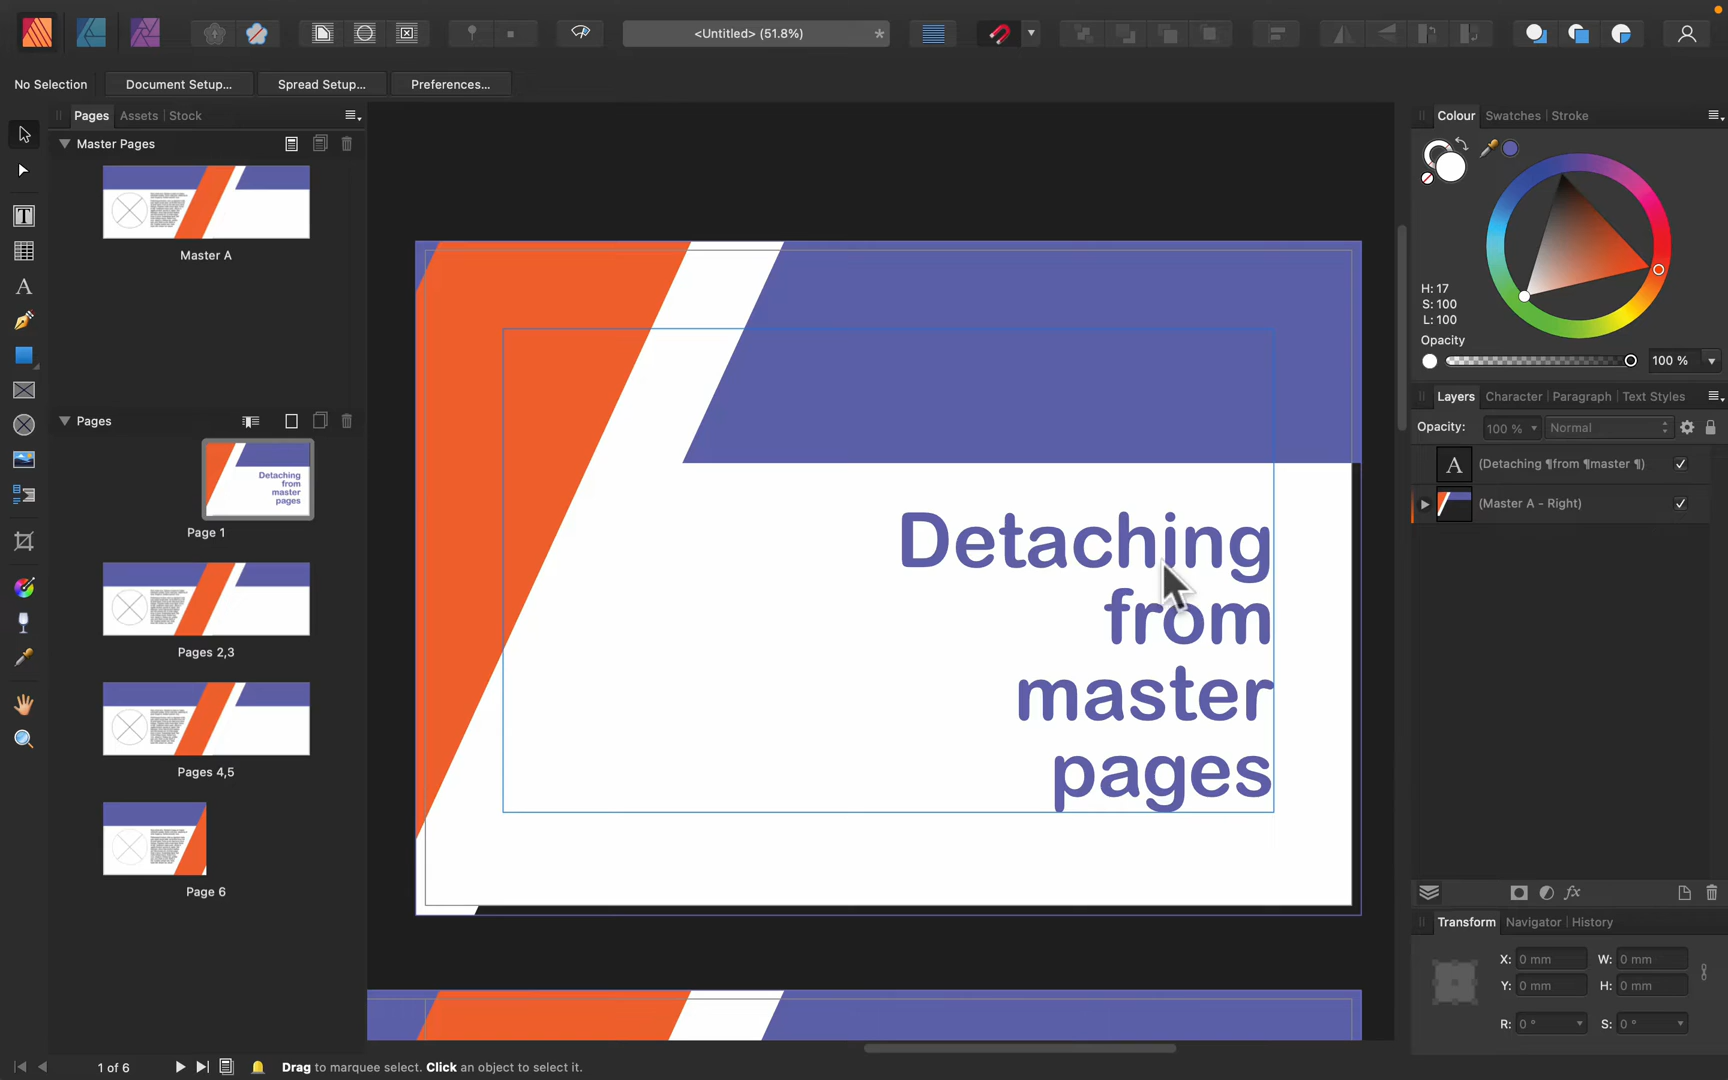 <Untitled> (51.8%)
*
No Selection
Document Setup...
Spread Setup...
Preferences...
Pages
Assets
Stock
Master Pages
Master A
Pages
Detaching
from
master
pages
Page 1
Pages 2,3
Pages 4,5
Page 6
Detaching
from
master
pages
Colour
Swatches
Stroke
H: 17
S: 100
L: 100
Opacity
100 %
Layers
Character
Paragraph
Text Styles
Opacity:
100 %
Normal
A
(Detaching ¶from ¶master ¶)
(Master A - Right)
fx
Transform
Navigator
History
X: 0 mm
W: 0 mm
Y: 0 mm
H: 0 mm
R: 0 °
S: 0 °
1 of 6
Drag to marquee select. Click an object to select it.